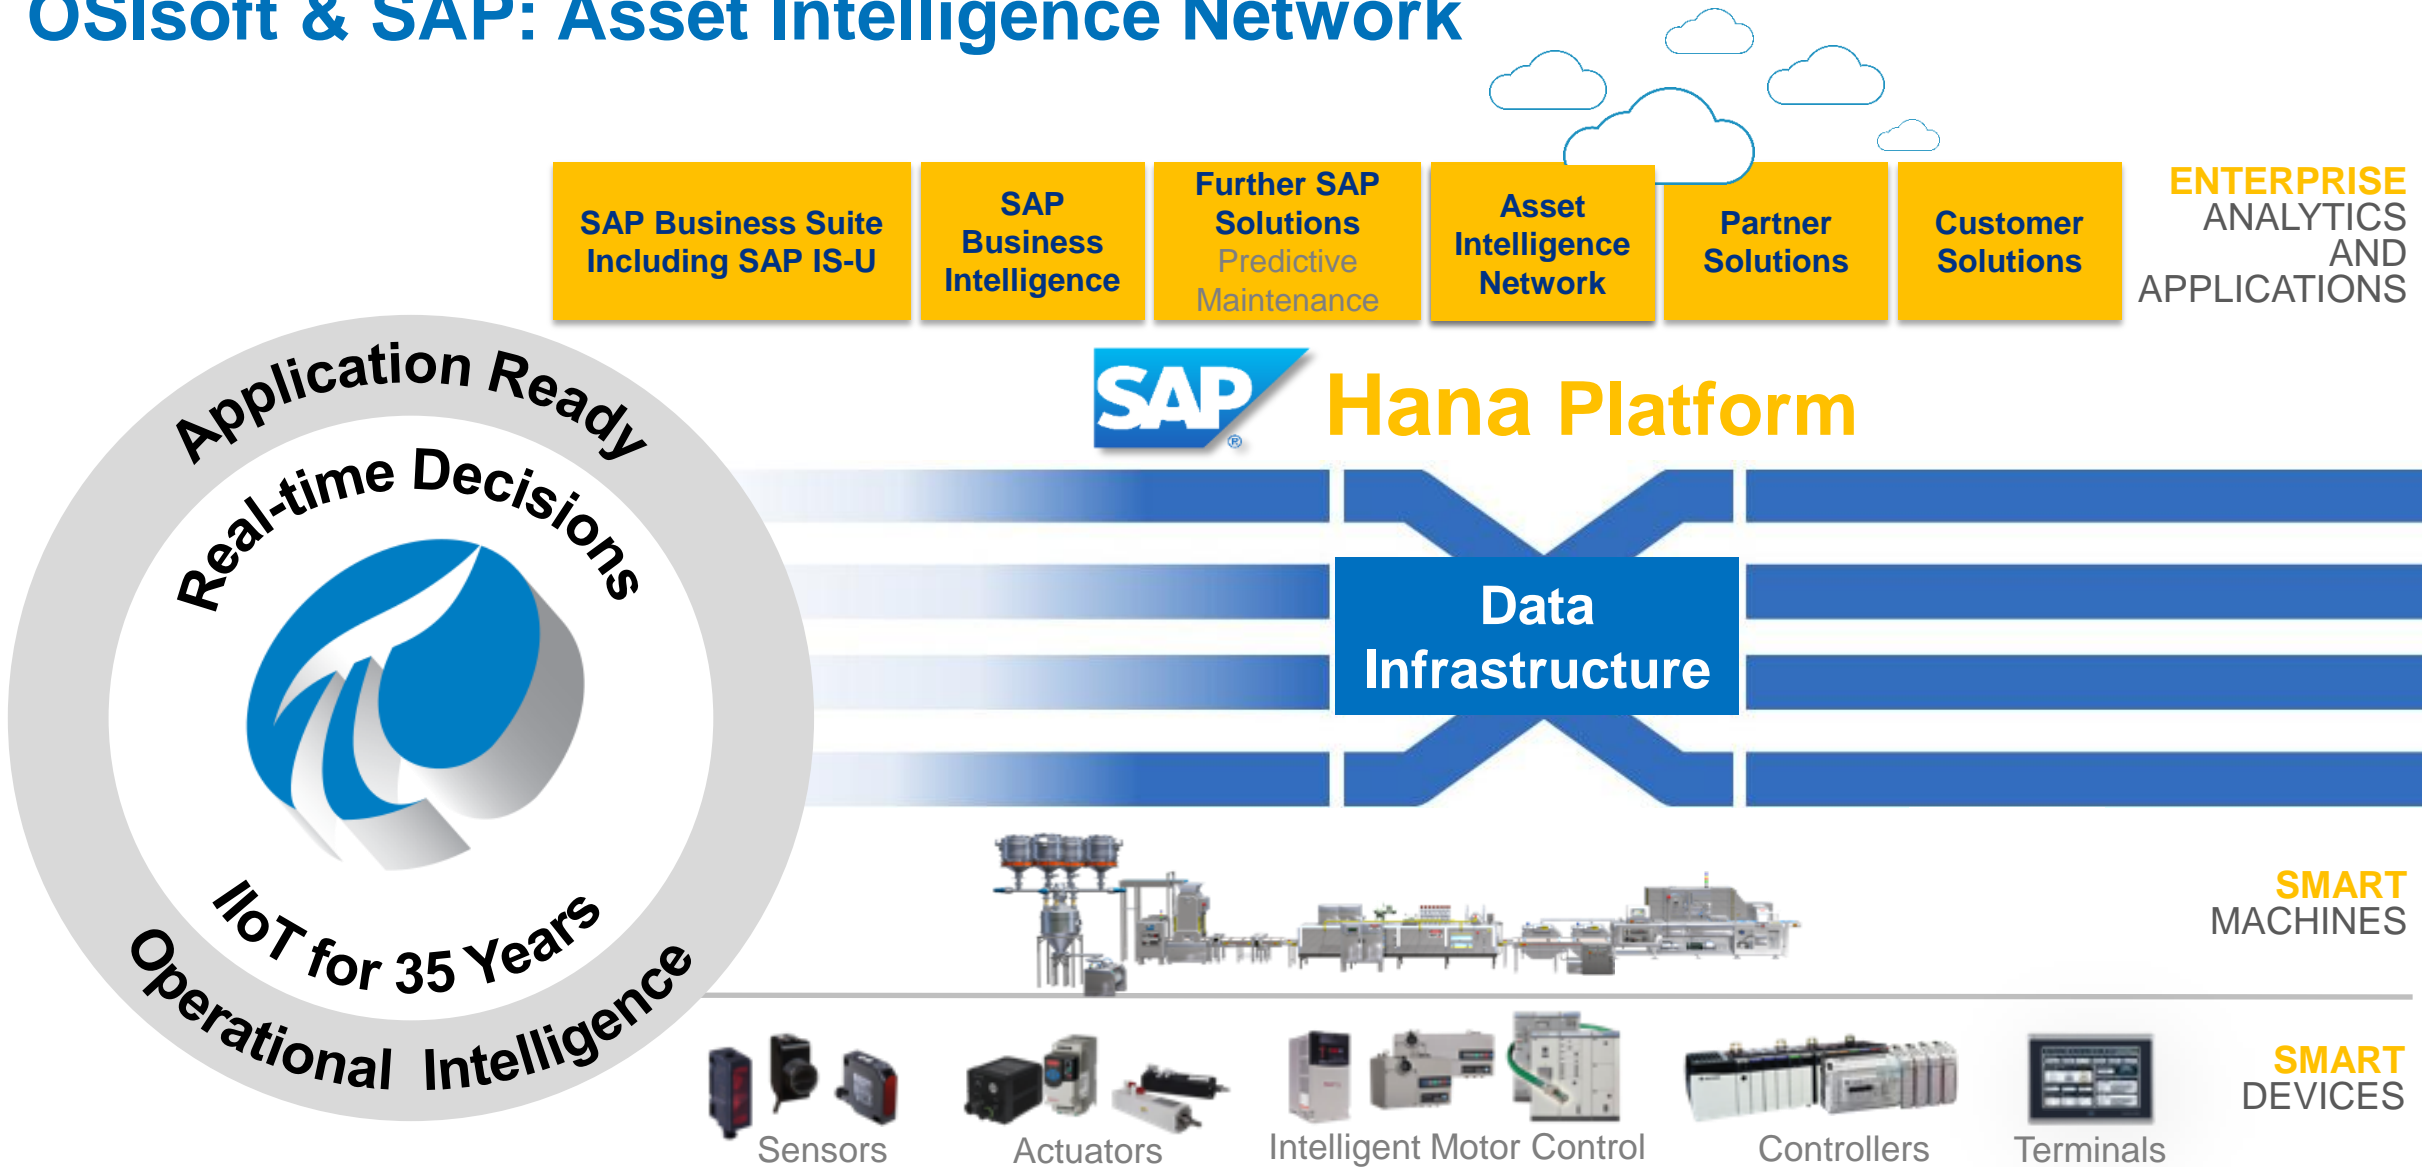 OSIsoft & SAP: Asset Intelligence Network
SAP Business Suite
Including SAP IS-U
SAP
Business
Intelligence
Further SAP
Solutions
Predictive
Maintenance
Asset
Intelligence
Network
Partner
Solutions
Customer
Solutions
ENTERPRISE
ANALYTICS
AND
APPLICATIONS
SAP ® Hana Platform
Application Ready
Real-time Decisions
IIoT for 35 Years
Operational Intelligence
Data
Infrastructure
SMART
MACHINES
SMART
DEVICES
Sensors
Actuators
Intelligent Motor Control
Controllers
Terminals